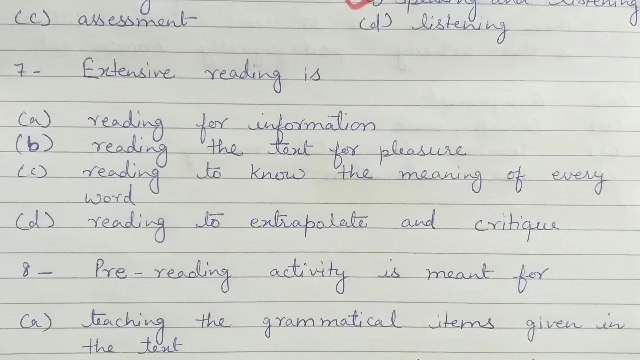 (c) assessment (d) listening
7- Extensive reading is
(a) reading for information
(b) reading the text for pleasure
(c) reading to know the meaning of every
word
(d) reading to extrapolate and critique
8- Pre-reading activity is meant for
(a) teaching the grammatical items given in
the text